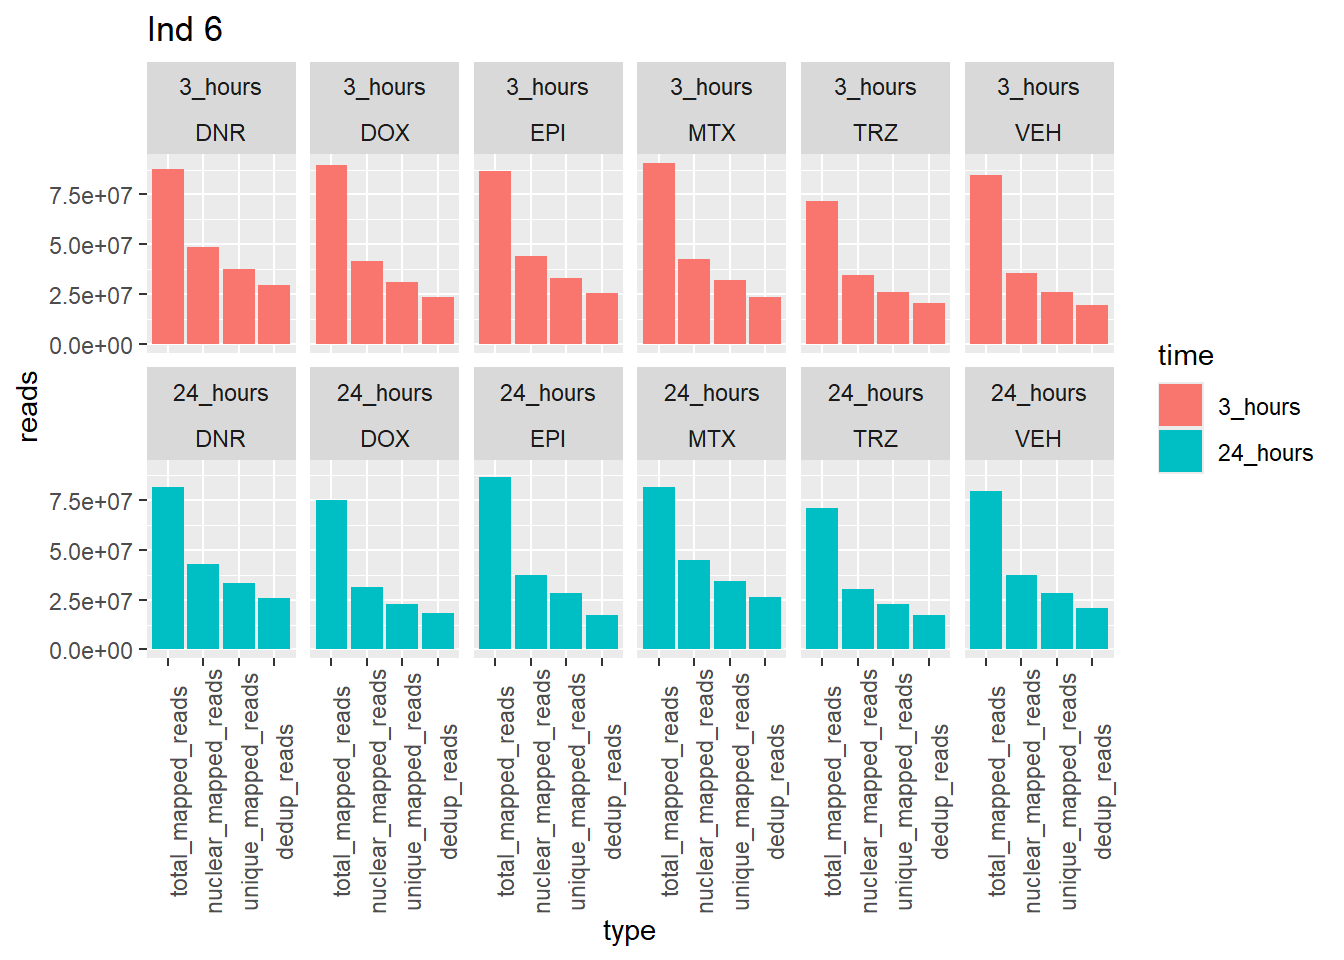 Ind 6
3_hours 3_hours 3_hours 3_hours 3_hours 3_hours
DNR DOX EPI MTX TRZ VEH
7.5e+07
5.0e+07
2.5e+07
0.0e+00
24_hours 24_hours 24_hours 24_hours 24_hours 24_hours
DNR DOX EPI MTX TRZ VEH
7.5e+07
5.0e+07
2.5e+07
0.0e+00
reads
total_mapped_reads
nuclear_mapped_reads
unique_mapped_reads
dedup_reads
total_mapped_reads
nuclear_mapped_reads
unique_mapped_reads
dedup_reads
total_mapped_reads
nuclear_mapped_reads
unique_mapped_reads
dedup_reads
total_mapped_reads
nuclear_mapped_reads
unique_mapped_reads
dedup_reads
total_mapped_reads
nuclear_mapped_reads
unique_mapped_reads
dedup_reads
total_mapped_reads
nuclear_mapped_reads
unique_mapped_reads
dedup_reads
type
time
3_hours
24_hours